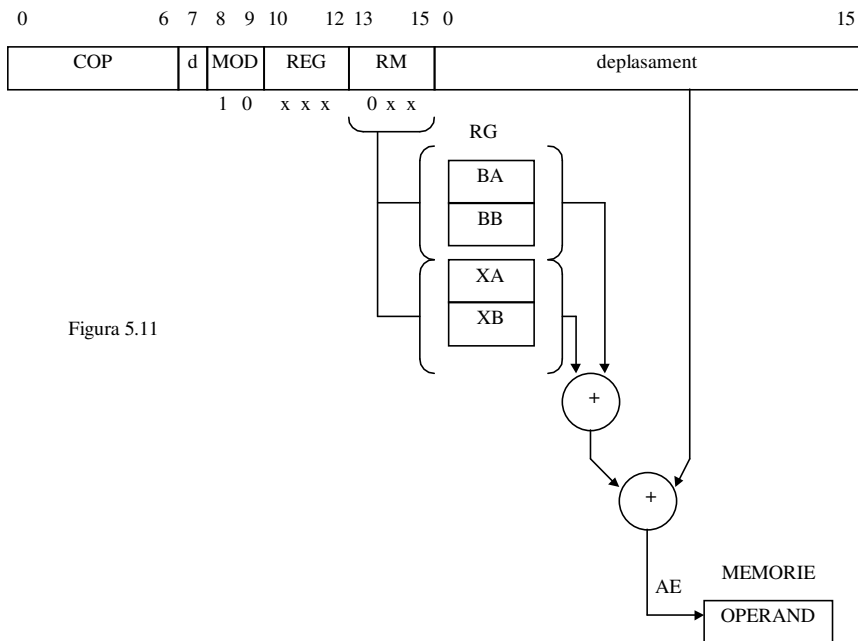 0 6 7 8 9 10 12 13 15 0 15
COP d MOD REG RM deplasament
1 0 x x x 0 x x
RG
BA
BB
XA
XB
Figura 5.11
+
+
AE MEMORIE
OPERAND